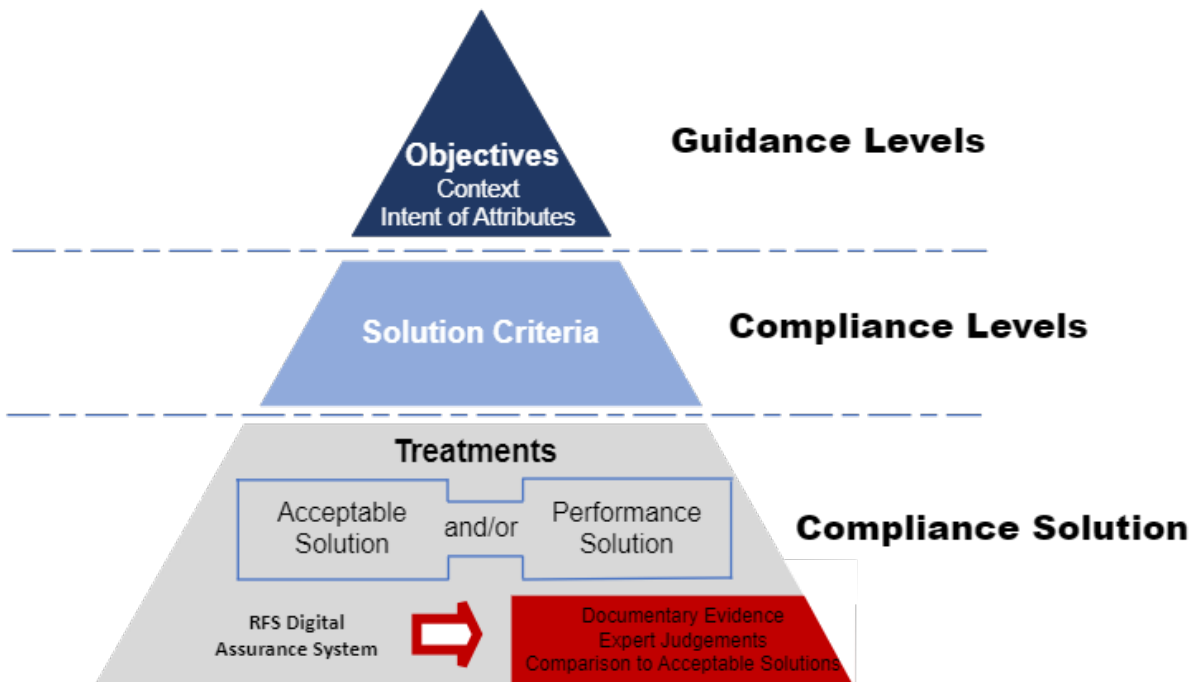 Objectives
Context
Intent of Attributes
Guidance Levels
Solution Criteria
Compliance Levels
Treatments
Acceptable
Solution
and/or
Performance
Solution
Compliance Solution
RFS Digital
Assurance System
Documentary Evidence
Expert Judgements
Comparison to Acceptable Solutions